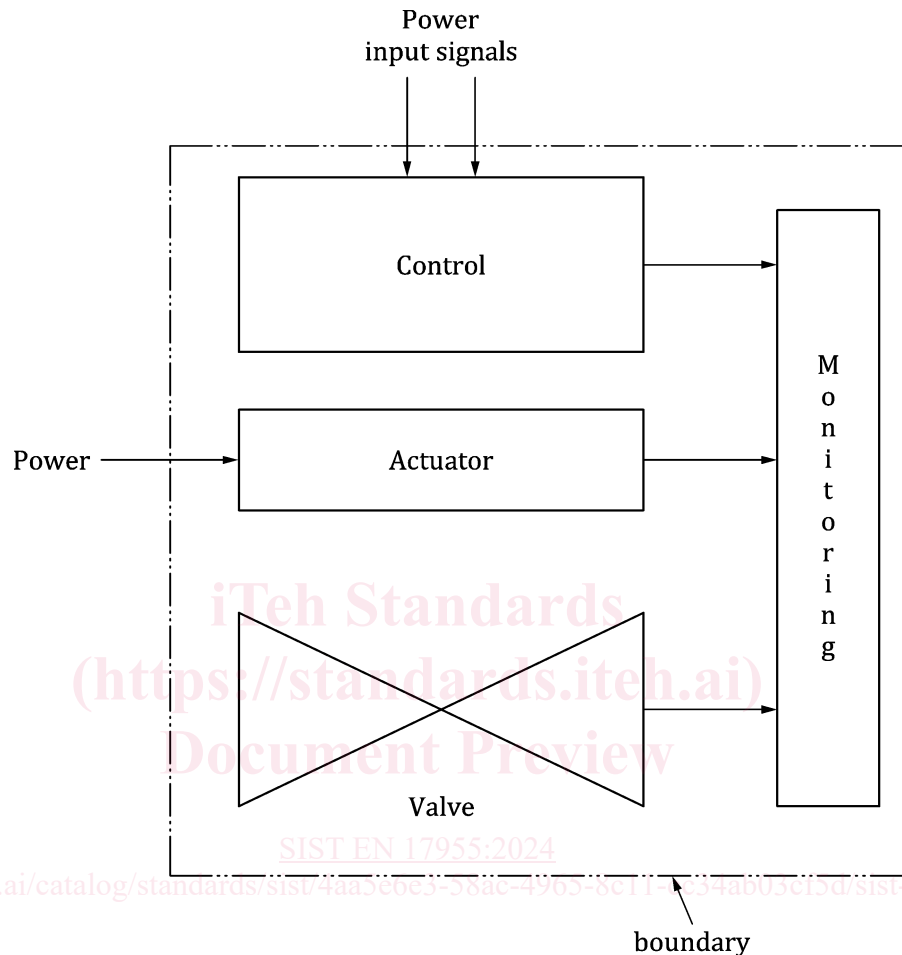 Power
input signals
Control
Monitoring
Power
Actuator
iTeh Standards
(https://standards.iteh.ai)
Document Preview
Valve
SIST EN 17955:2024
boundary